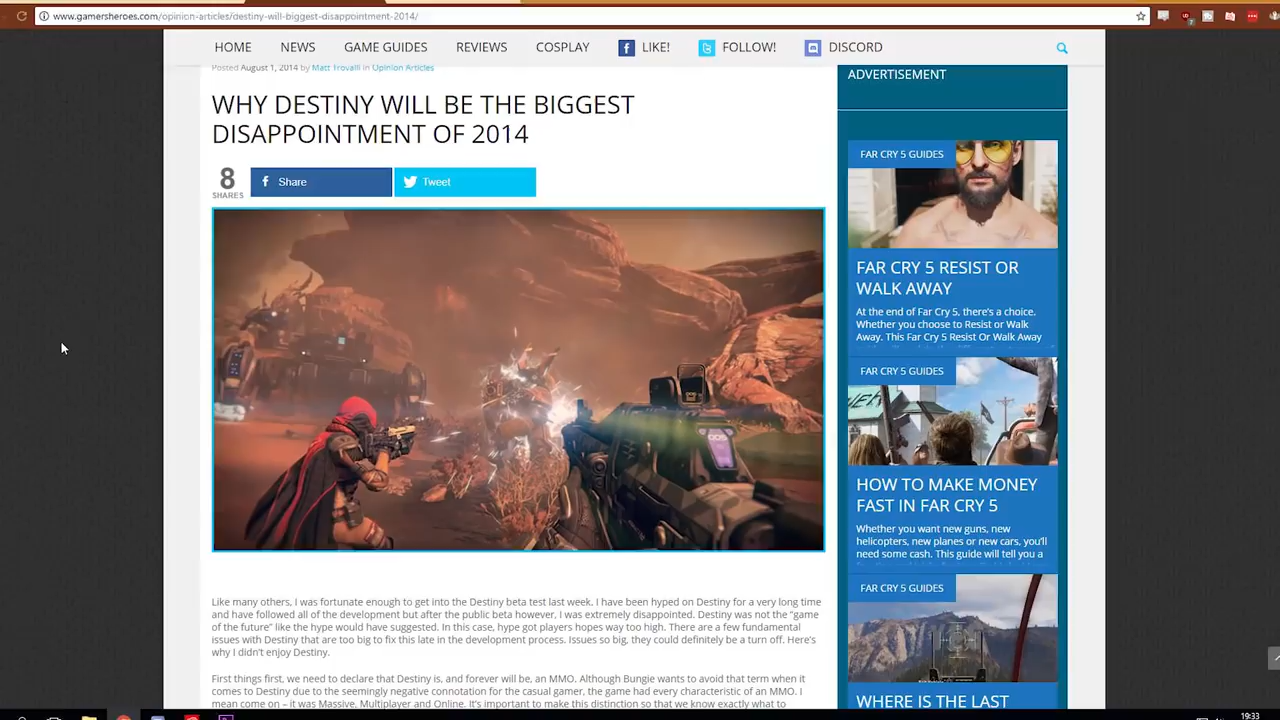 www.gamersheroes.com/opinion-articles/destiny-will-biggest-disappointment-2014/
HOME NEWS GAME GUIDES REVIEWS COSPLAY LIKE! FOLLOW! DISCORD
Posted August 1, 2014 by Matt Trovalli in Opinion Articles
WHY DESTINY WILL BE THE BIGGEST
DISAPPOINTMENT OF 2014
8
SHARES
Share
Tweet
Like many others, I was fortunate enough to get into the Destiny beta test last week. I have been hyped on Destiny for a very long time
and have followed all of the development but after the public beta however, I was extremely disappointed. Destiny was not the “game
of the future” like the hype would have suggested. In this case, hype got players hopes way too high. There are a few fundamental
issues with Destiny that are too big to fix this late in the development process. Issues so big, they could definitely be a turn off. Here’s
why I didn’t enjoy Destiny.
First things first, we need to declare that Destiny is, and forever will be, an MMO. Although Bungie wants to avoid that term when it
comes to Destiny due to the seemingly negative connotation for the casual gamer, the game had every characteristic of an MMO. I
mean come on – it was Massive, Multiplayer and Online. It’s important to make this distinction so that we know exactly what to
ADVERTISEMENT
FAR CRY 5 GUIDES
FAR CRY 5 RESIST OR
WALK AWAY
At the end of Far Cry 5, there’s a choice.
Whether you choose to Resist or Walk
Away. This Far Cry 5 Resist Or Walk Away
FAR CRY 5 GUIDES
HOW TO MAKE MONEY
FAST IN FAR CRY 5
Whether you want new guns, new
helicopters, new planes or new cars, you’ll
need some cash. This guide will tell you a
FAR CRY 5 GUIDES
WHERE IS THE LAST
19:33